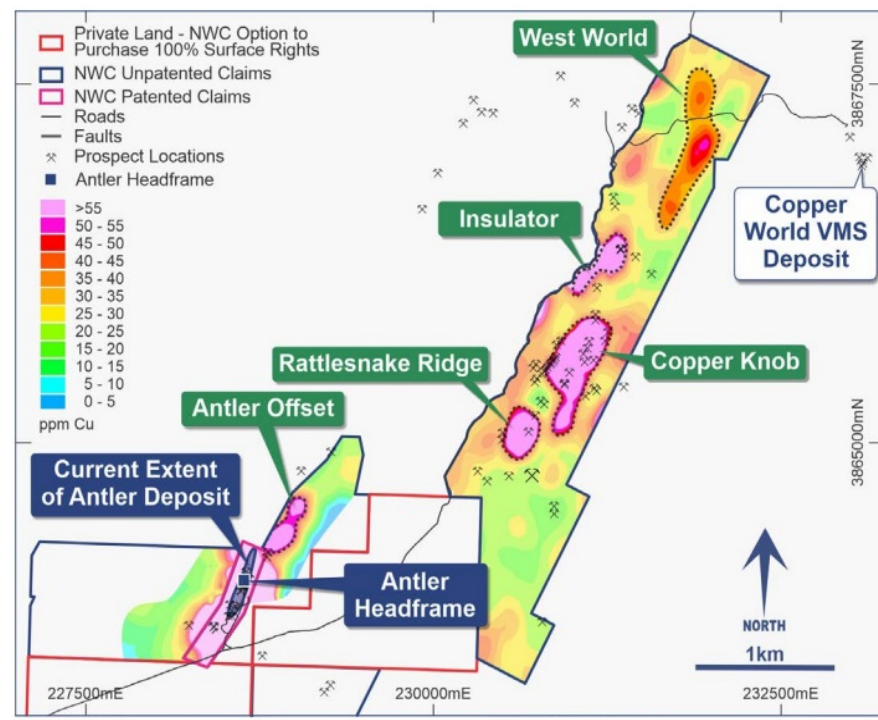 Private Land - NWC Option to
Purchase 100% Surface Rights
NWC Unpatented Claims
NWC Patented Claims
Roads
Faults
Prospect Locations
Antler Headframe
>55
50 - 55
45 - 50
40 - 45
35 - 40
30 - 35
25 - 30
20 - 25
15 - 20
10 - 15
5 - 10
0 - 5
ppm Cu
West World
3867500mN
Insulator
Copper
World VMS
Deposit
Rattlesnake Ridge
Copper Knob
Antler Offset
Current Extent
of Antler Deposit
3865000mN
Antler
Headframe
NORTH
1km
227500mE
230000mE
232500mE